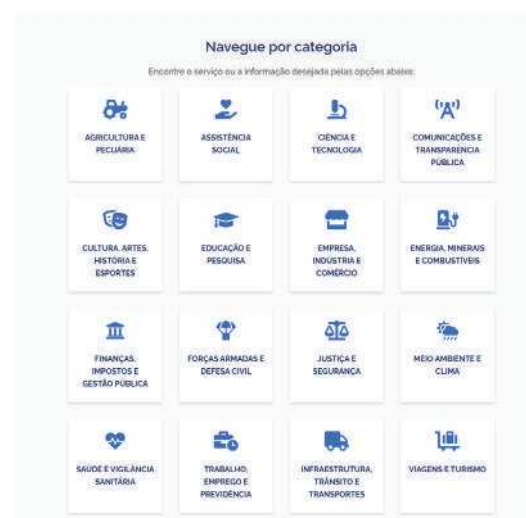 Navegue por categoria
Encontre o serviço ou a informação desejada pelas opções abaixo:
AGRICULTURA E
PECUÁRIA
ASSISTÊNCIA
SOCIAL
CIÊNCIA E
TECNOLOGIA
COMUNICAÇÕES E
TRANSPARÊNCIA
PÚBLICA
CULTURA, ARTES,
HISTÓRIA E
ESPORTES
EDUCAÇÃO E
PESQUISA
EMPRESA,
INDÚSTRIA E
COMÉRCIO
ENERGIA, MINERAIS
E COMBUSTÍVEIS
FINANÇAS,
IMPOSTOS E
GESTÃO PÚBLICA
FORÇAS ARMADAS E
DEFESA CIVIL
JUSTIÇA E
SEGURANÇA
MEIO AMBIENTE E
CLIMA
SAÚDE E VIGILÂNCIA
SANITÁRIA
TRABALHO,
EMPREGO E
PREVIDÊNCIA
INFRAESTRUTURA,
TRÂNSITO E
TRANSPORTES
VIAGENS E TURISMO